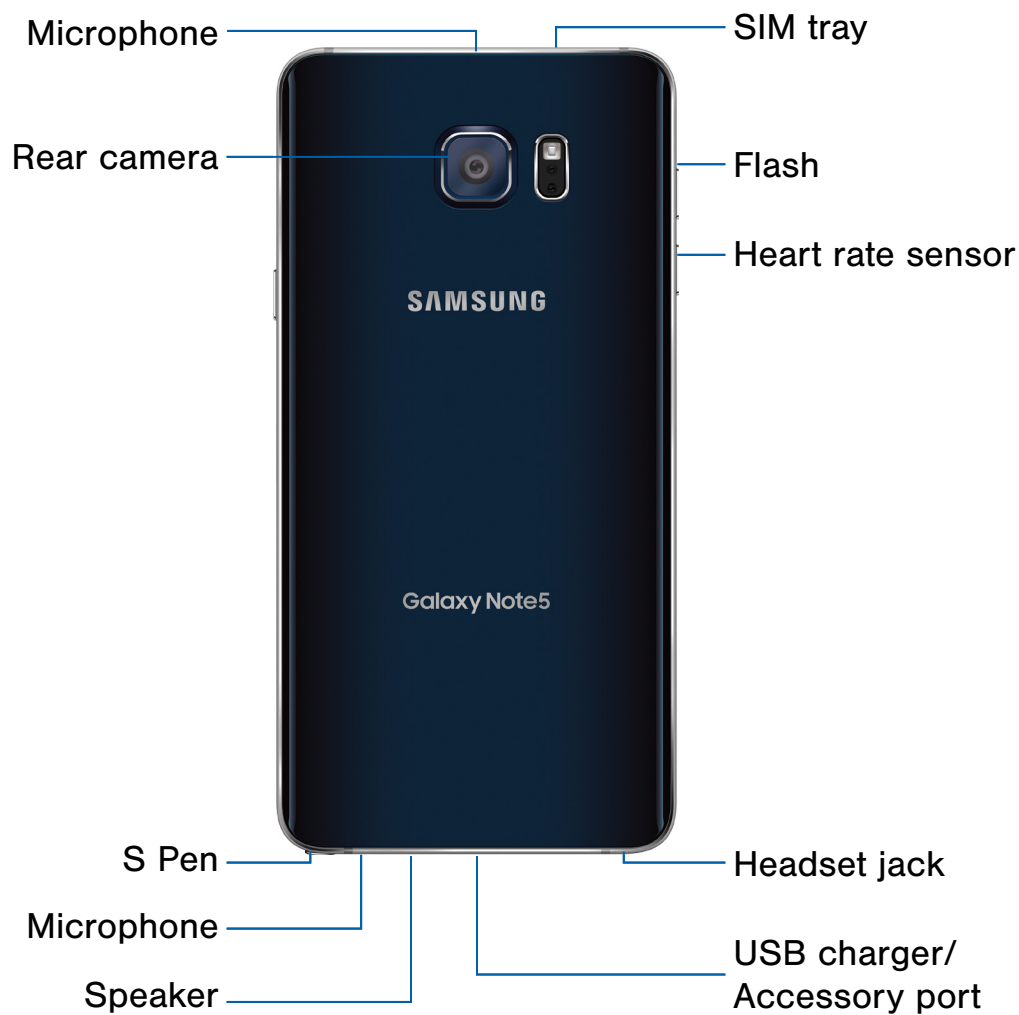 Microphone
SIM tray
Rear camera
Flash
Heart rate sensor
SAMSUNG
Galaxy Note5
S Pen
Headset jack
Microphone
USB charger/
Accessory port
Speaker